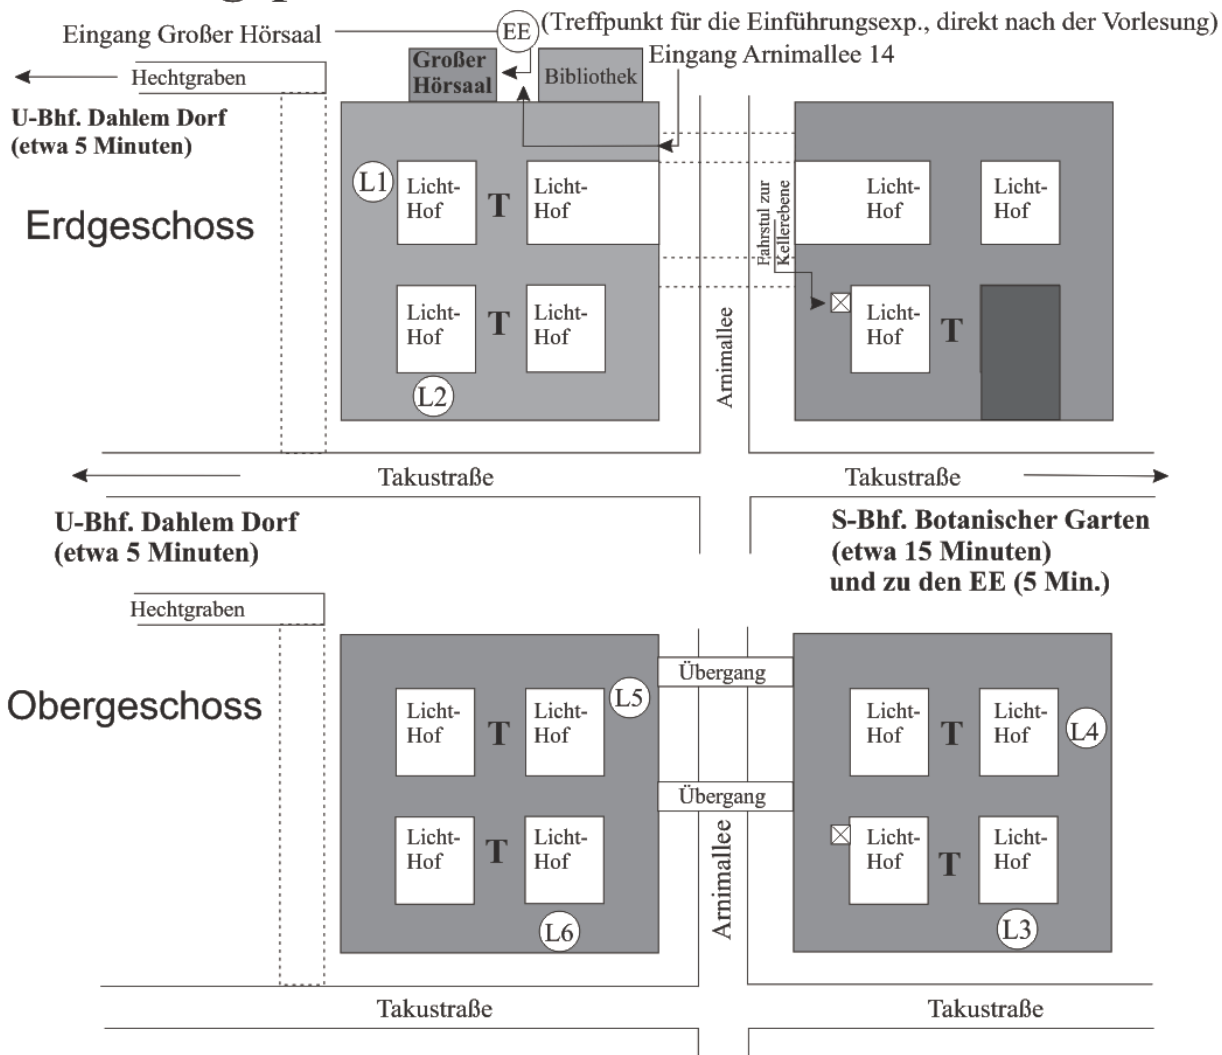 EE
(Treffpunkt für die Einführungsexp., direkt nach der Vorlesung)
Eingang Großer Hörsaal
Eingang Arnimallee 14
Großer
Hörsaal
Bibliothek
Hechtgraben
U-Bhf. Dahlem Dorf
(etwa 5 Minuten)
Erdgeschoss
L1
Licht-
Hof
T
Licht-
Hof
Fahrstul zur
Kellerebene
Licht-
Hof
Licht-
Hof
Licht-
Hof
T
Licht-
Hof
Arnimallee
Licht-
Hof
T
L2
Takustraße
Takustraße
U-Bhf. Dahlem Dorf
(etwa 5 Minuten)
S-Bhf. Botanischer Garten
(etwa 15 Minuten)
und zu den EE (5 Min.)
Hechtgraben
Obergeschoss
Übergang
Licht-
Hof
T
Licht-
Hof
L5
Licht-
Hof
T
Licht-
Hof
L4
Übergang
Licht-
Hof
T
Licht-
Hof
L6
Arnimallee
Licht-
Hof
T
Licht-
Hof
L3
Takustraße
Takustraße